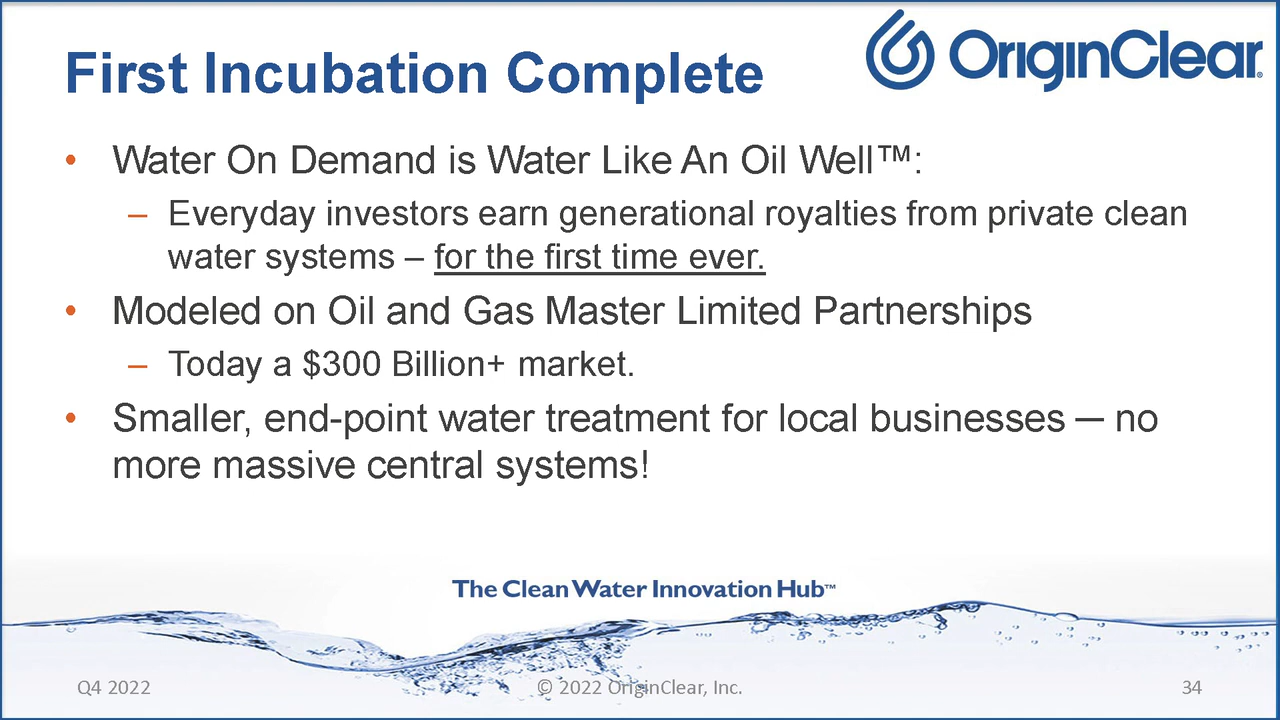 First Incubation Complete
OriginClear®
• Water On Demand is Water Like An Oil Well™:
– Everyday investors earn generational royalties from private clean
water systems – for the first time ever.
• Modeled on Oil and Gas Master Limited Partnerships
– Today a $300 Billion+ market.
• Smaller, end-point water treatment for local businesses — no
more massive central systems!
The Clean Water Innovation Hub™
Q4 2022
© 2022 OriginClear, Inc.
34